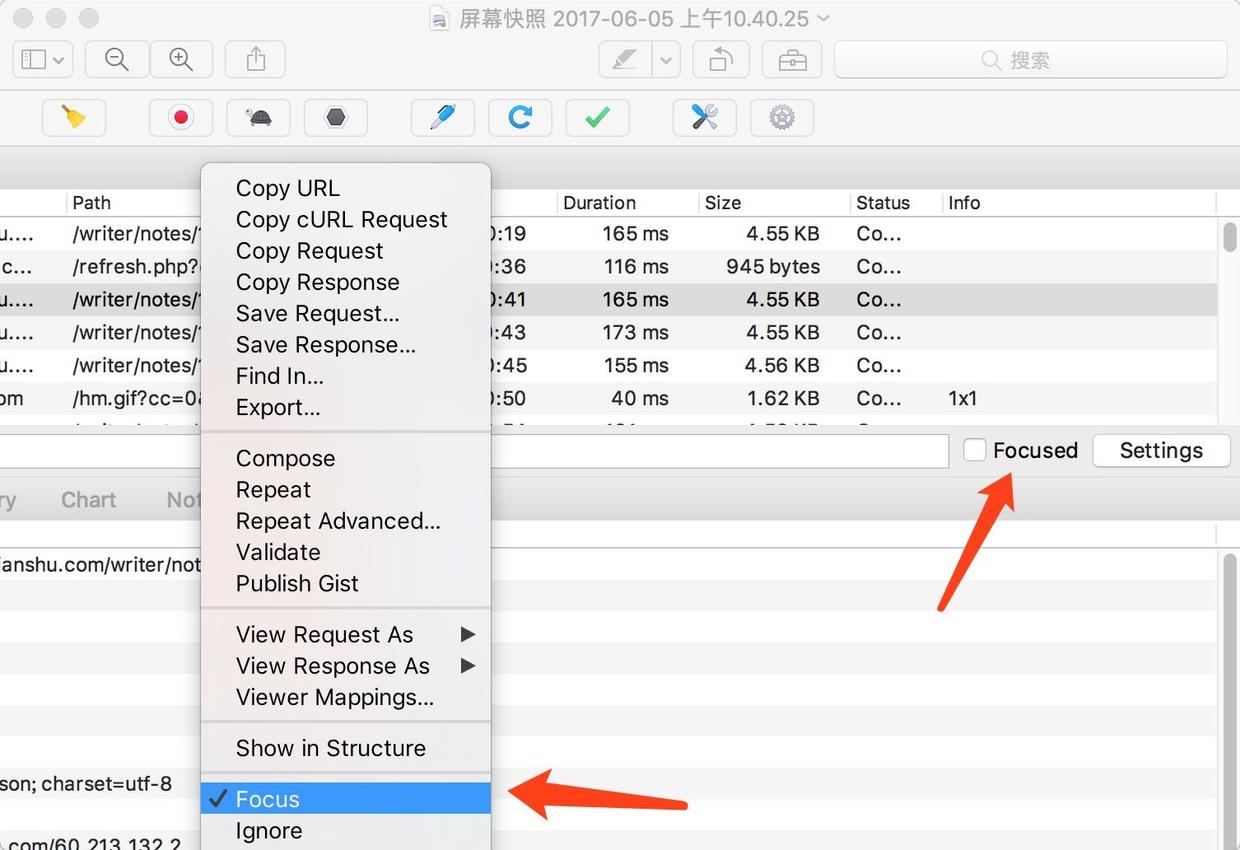 屏幕快照 2017-06-05 上午10.40.25
搜索
Path Duration Size Status Info
u.... /writer/notes/ 0:19 165 ms 4.55 KB Co...
c... /refresh.php? :36 116 ms 945 bytes Co...
u.... /writer/notes/ 0:41 165 ms 4.55 KB Co...
u.... /writer/notes/ :43 173 ms 4.55 KB Co...
u.... /writer/notes/ 0:45 155 ms 4.56 KB Co...
om /hm.gif?cc=0& 0:50 40 ms 1.62 KB Co... 1x1
Focused Settings
ry Chart Not
ianshu.com/writer/not
son; charset=utf-8
.com/60.213.132.2
Copy URL
Copy cURL Request
Copy Request
Copy Response
Save Request...
Save Response...
Find In...
Export...
Compose
Repeat
Repeat Advanced...
Validate
Publish Gist
View Request As
View Response As
Viewer Mappings...
Show in Structure
Focus
Ignore